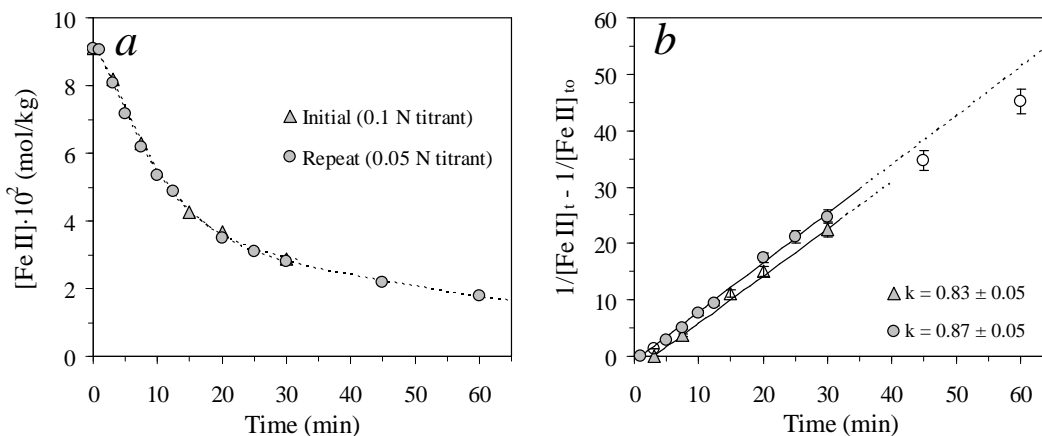 a
[Fe II]·10² (mol/kg)
10
8
6
4
2
0
Initial (0.1 N titrant)
Repeat (0.05 N titrant)
0 10 20 30 40 50 60
Time (min)
b
1/[Fe II]t - 1/[Fe II]to
60
50
40
30
20
10
0
k = 0.83 ± 0.05
k = 0.87 ± 0.05
0 10 20 30 40 50 60
Time (min)